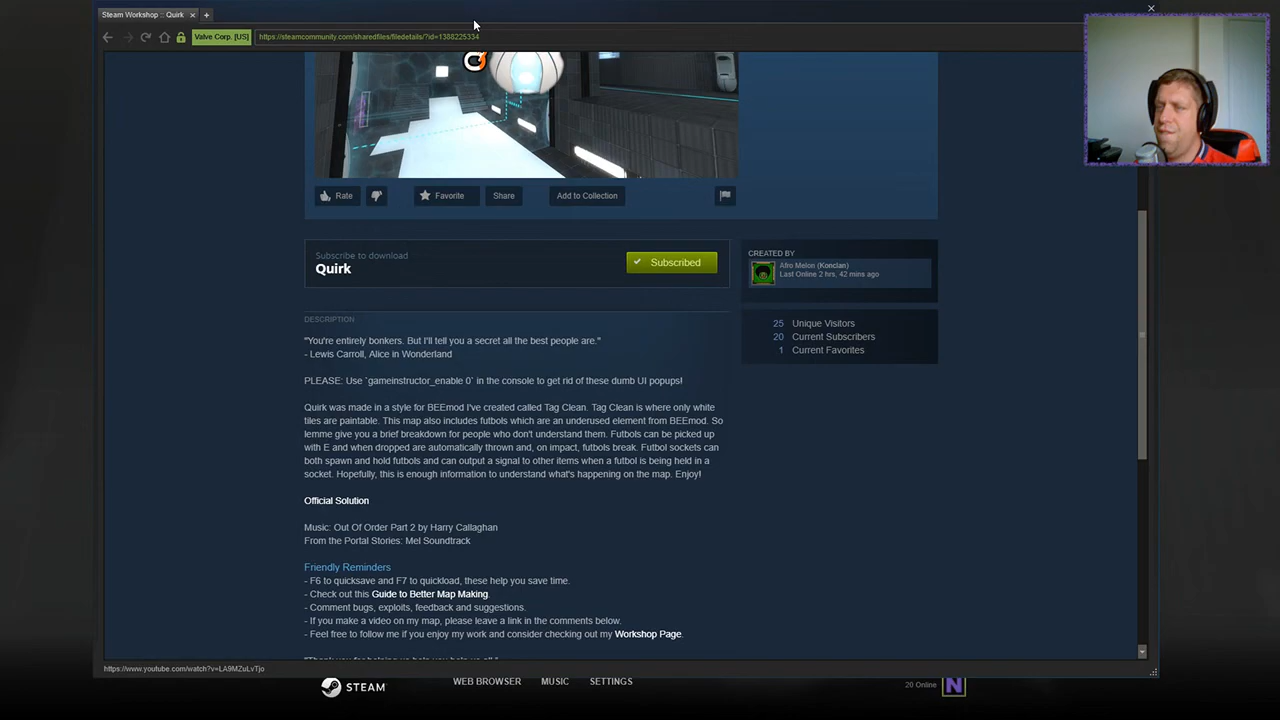 Steam Workshop :: Quirk
Valve Corp. [US]
https://steamcommunity.com/sharedfiles/filedetails/?id=1388225334
Rate
Favorite
Share
Add to Collection
Subscribe to download
Quirk
Subscribed
CREATED BY
Afro Melon (Konclan)
Last Online 2 hrs, 42 mins ago
25 Unique Visitors
20 Current Subscribers
1 Current Favorites
DESCRIPTION
"You're entirely bonkers. But I'll tell you a secret all the best people are."
- Lewis Carroll, Alice in Wonderland
PLEASE: Use `gameinstructor_enable 0` in the console to get rid of these dumb UI popups!
Quirk was made in a style for BEEmod I've created called Tag Clean. Tag Clean is where only white
tiles are paintable. This map also includes futbols which are an underused element from BEEmod. So
lemme give you a brief breakdown for people who don't understand them. Futbols can be picked up
with E and when dropped are automatically thrown and, on impact, futbols break. Futbol sockets can
both spawn and hold futbols and can output a signal to other items when a futbol is being held in a
socket. Hopefully, this is enough information to understand what's happening on the map. Enjoy!
Official Solution
Music: Out Of Order Part 2 by Harry Callaghan
From the Portal Stories: Mel Soundtrack
Friendly Reminders
- F6 to quicksave and F7 to quickload, these help you save time.
- Check out this Guide to Better Map Making.
- Comment bugs, exploits, feedback and suggestions.
- If you make a video on my map, please leave a link in the comments below.
- Feel free to follow me if you enjoy my work and consider checking out my Workshop Page.
"Thank you for helping us help you help us all."
https://www.youtube.com/watch?v=LA9MZuLvTjo
STEAM
WEB BROWSER
MUSIC
SETTINGS
20 Online
N